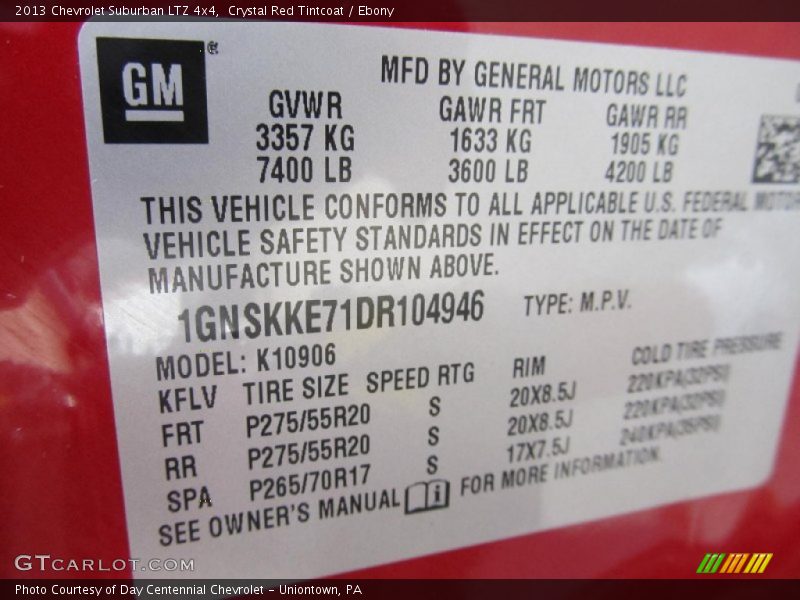 2013 Chevrolet Suburban LTZ 4x4,  Crystal Red Tintcoat / Ebony
GM®
MFD BY GENERAL MOTORS LLC
GVWR GAWR FRT GAWR RR
3357 KG 1633 KG 1905 KG
7400 LB 3600 LB 4200 LB
THIS VEHICLE CONFORMS TO ALL APPLICABLE U.S. FEDERAL MOTOR
VEHICLE SAFETY STANDARDS IN EFFECT ON THE DATE OF
MANUFACTURE SHOWN ABOVE.
1GNSKKE71DR104946 TYPE: M.P.V.
MODEL: K10906
KFLV TIRE SIZE SPEED RTG RIM COLD TIRE PRESSURE
FRT P275/55R20 S 20X8.5J 220KPA(32PSI)
RR P275/55R20 S 20X8.5J 220KPA(32PSI)
SPA P265/70R17 S 17X7.5J 240KPA(35PSI)
SEE OWNER'S MANUAL FOR MORE INFORMATION.
GTCARLOT.COM
Photo Courtesy of Day Centennial Chevrolet - Uniontown, PA